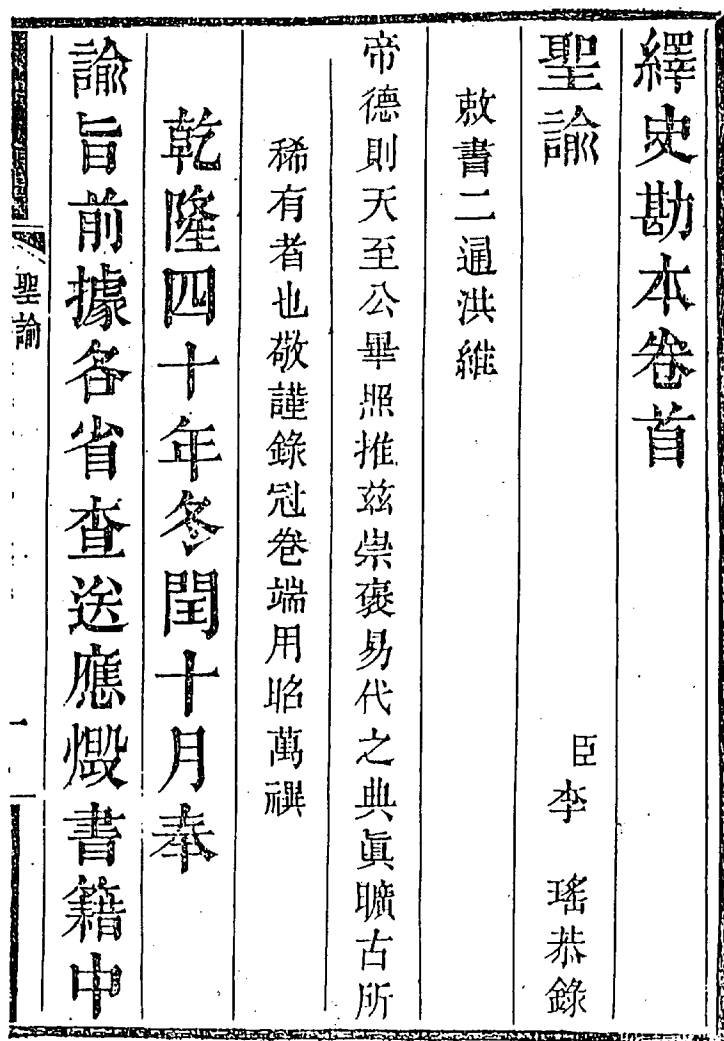 繹史勘本卷首
聖諭
臣李　瑤恭錄
敕書二通洪維
帝德則天至公畢照推茲崇襃易代之典眞曠古所
稀有者也敬謹錄冠卷端用昭萬禩
乾隆四十年冬閏十月奉
諭旨前據各省查送應燬書籍中
聖諭
一